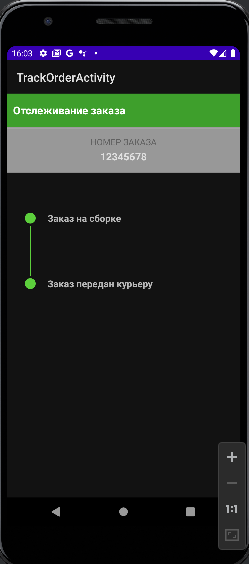 16:03
TrackOrderActivity
Отслеживание заказа
НОМЕР ЗАКАЗА
12345678
Заказ на сборке
Заказ передан курьеру
1:1